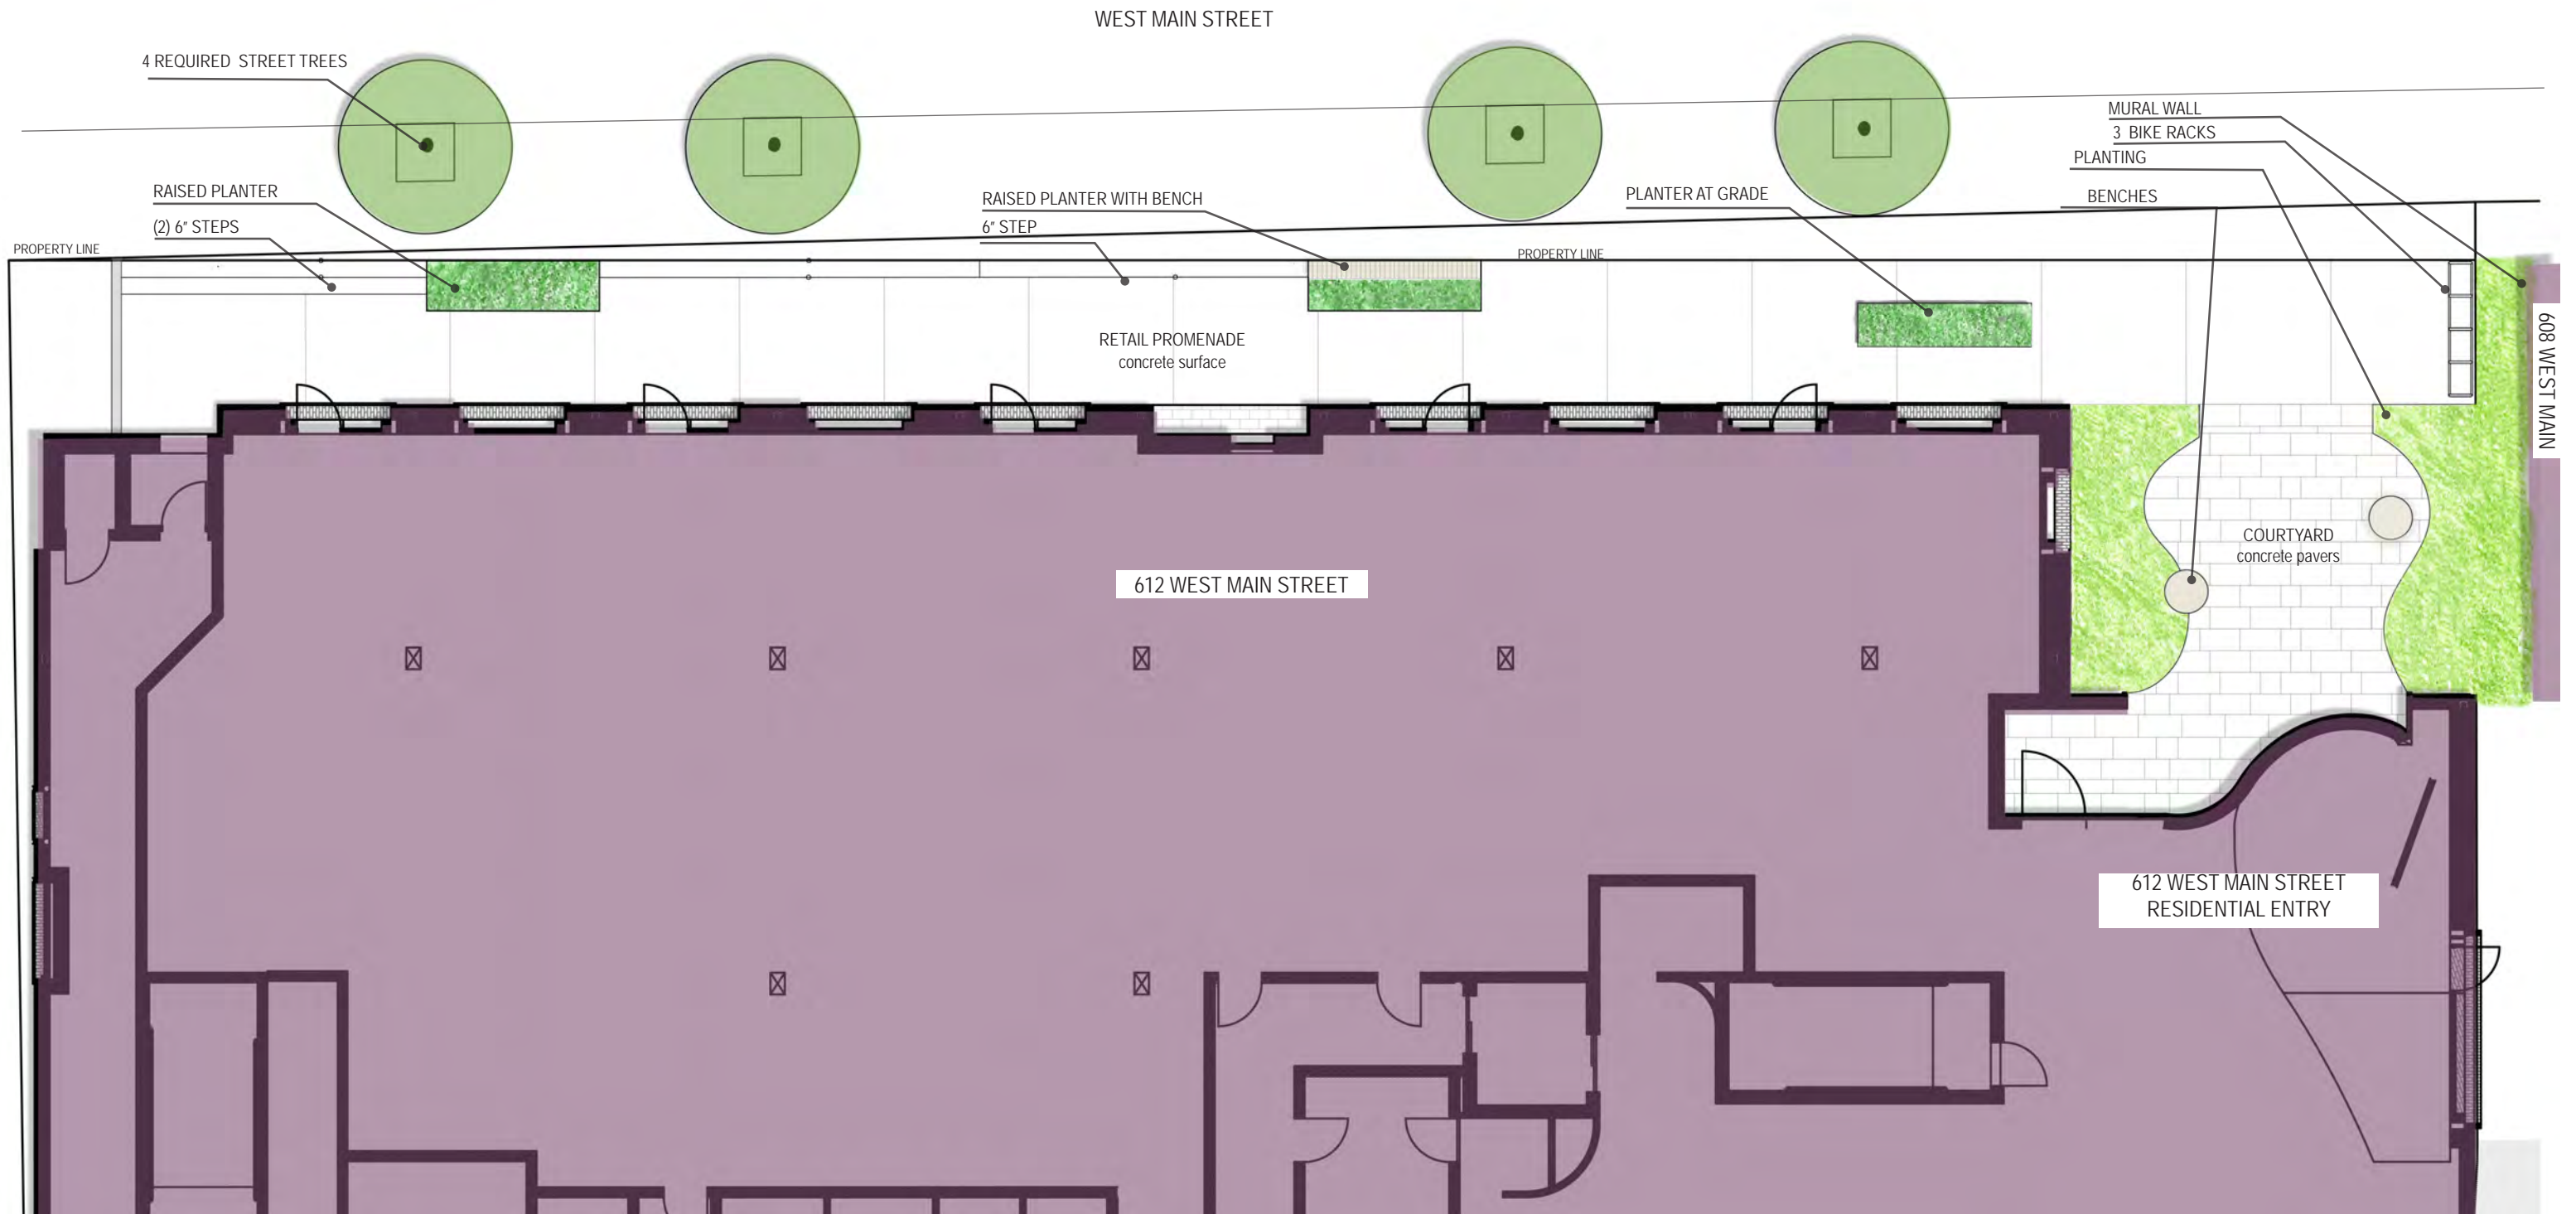 WEST MAIN STREET
4 REQUIRED STREET TREES
MURAL WALL
3 BIKE RACKS
PLANTING
BENCHES
RAISED PLANTER
(2) 6" STEPS
RAISED PLANTER WITH BENCH
6" STEP
PLANTER AT GRADE
PROPERTY LINE
PROPERTY LINE
RETAIL PROMENADE
concrete surface
608 WEST MAIN
COURTYARD
concrete pavers
612 WEST MAIN STREET
612 WEST MAIN STREET
RESIDENTIAL ENTRY